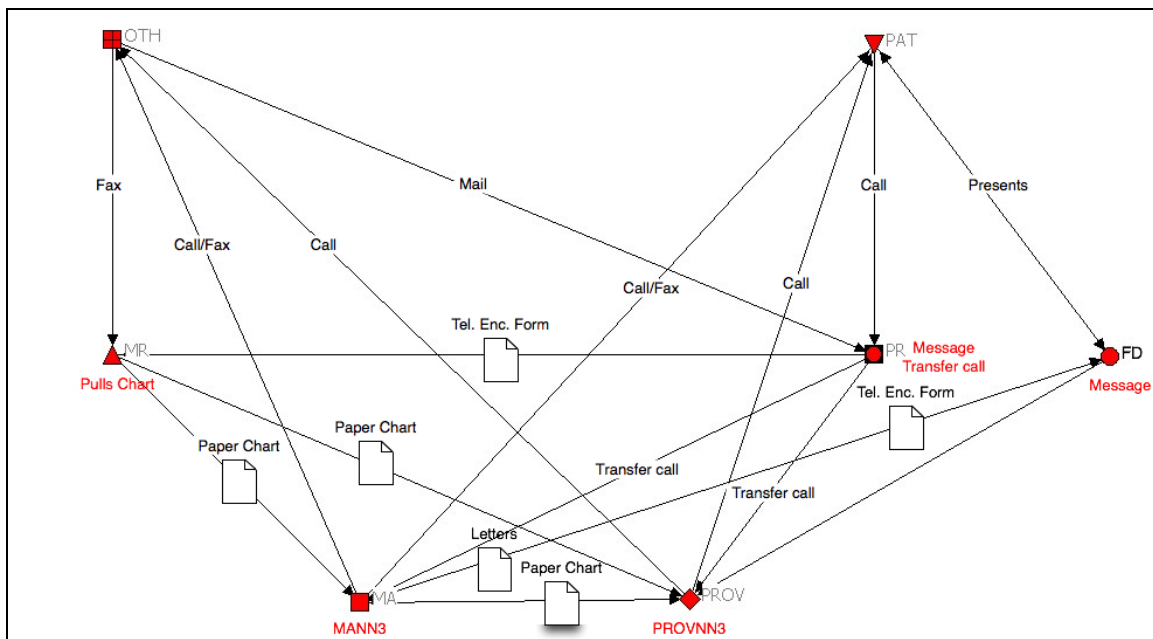 OTH
PAT
Fax
Mail
Call
Presents
Call/Fax
Call
Call/Fax
Call
Tel. Enc. Form
MR
PR
Message
Transfer call
FD
Pulls Chart
Message
Tel. Enc. Form
Paper Chart
Paper Chart
Transfer call
Transfer call
Letters
Paper Chart
MA
PROV
MANN3
PROVNN3